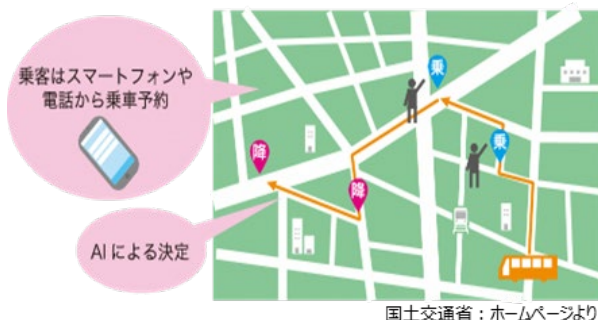 乗客はスマートフォンや
電話から乗車予約
乗
乗
降
降
AIによる決定
国土交通省：ホームページより